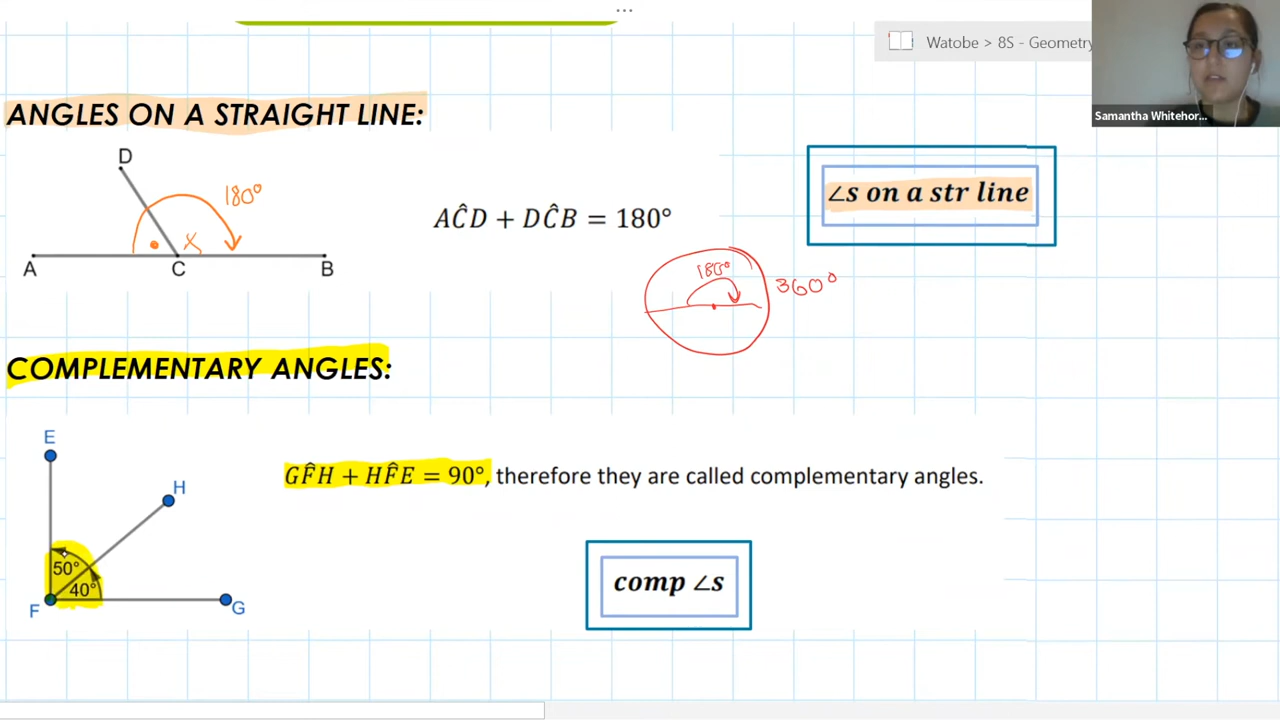 ...
Watobe > 8S - Geometry
Samantha Whitehor...
ANGLES ON A STRAIGHT LINE:
D
180°
x
A
C
B
AĈD + DĈB = 180°
∠s on a str line
180°
360°
COMPLEMENTARY ANGLES:
E
H
50°
40°
F
G
GF̂H + HF̂E = 90°, therefore they are called complementary angles.
comp ∠s